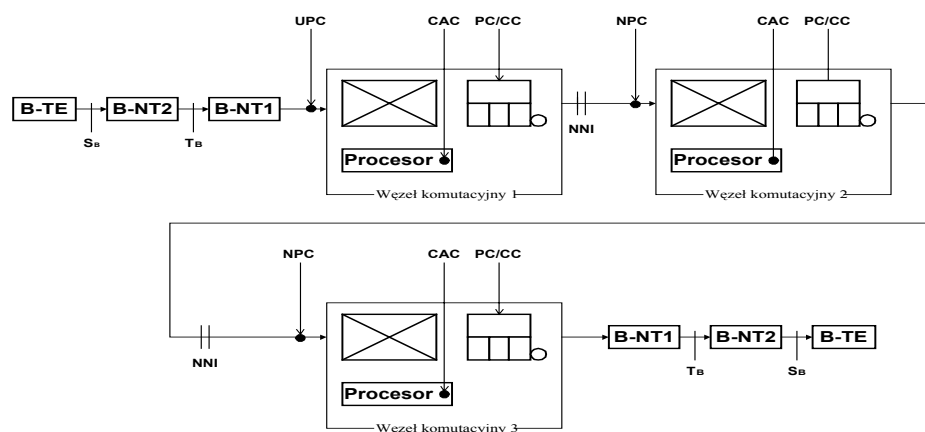 UPC CAC PC/CC NPC CAC PC/CC
B-TE B-NT2 B-NT1
SB TB NNI
Procesor Procesor
Węzeł komutacyjny 1 Węzeł komutacyjny 2
NPC CAC PC/CC
B-NT1 B-NT2 B-TE
NNI TB SB
Procesor
Węzeł komutacyjny 3